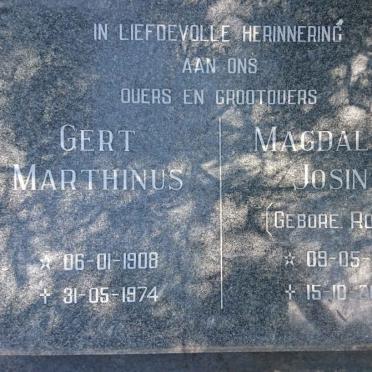 IN LIEFDEVOLLE HERINNERING
AAN ONS
OUERS EN GROOTOUERS
GERT
MARTHINUS
☆ 06-01-1908
✝ 31-05-1974
MAGDAL
JOSIN
(GEBORE RO
☆ 09-05-
✝ 15-10-